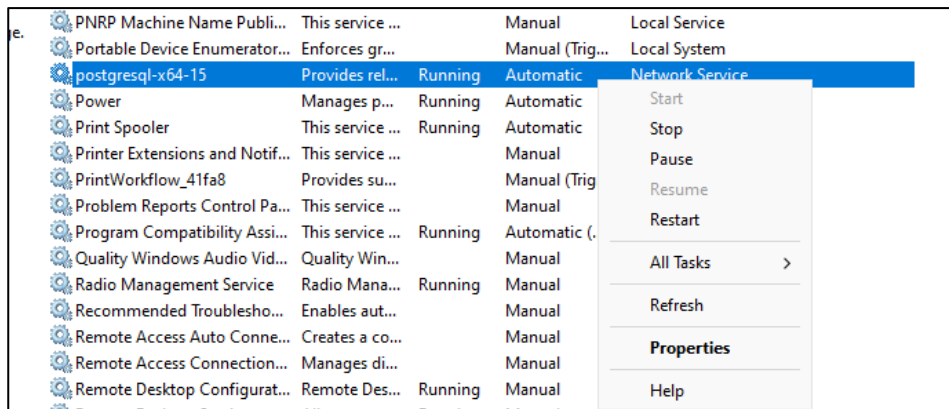 ge.
PNRP Machine Name Publi... This service ... Manual Local Service
Portable Device Enumerator... Enforces gr... Manual (Trig... Local System
postgresql-x64-15 Provides rel... Running Automatic Network Service
Power Manages p... Running Automatic
Start
Print Spooler This service ... Running Automatic
Stop
Printer Extensions and Notif... This service ... Manual
Pause
PrintWorkflow_41fa8 Provides su... Manual (Trig
Resume
Problem Reports Control Pa... This service ... Manual
Restart
Program Compatibility Assi... This service ... Running Automatic (.
Quality Windows Audio Vid... Quality Win... Manual
All Tasks >
Radio Management Service Radio Mana... Running Manual
Recommended Troublesho... Enables aut... Manual
Refresh
Remote Access Auto Conne... Creates a co... Manual
Properties
Remote Access Connection... Manages di... Manual
Remote Desktop Configurat... Remote Des... Running Manual
Help